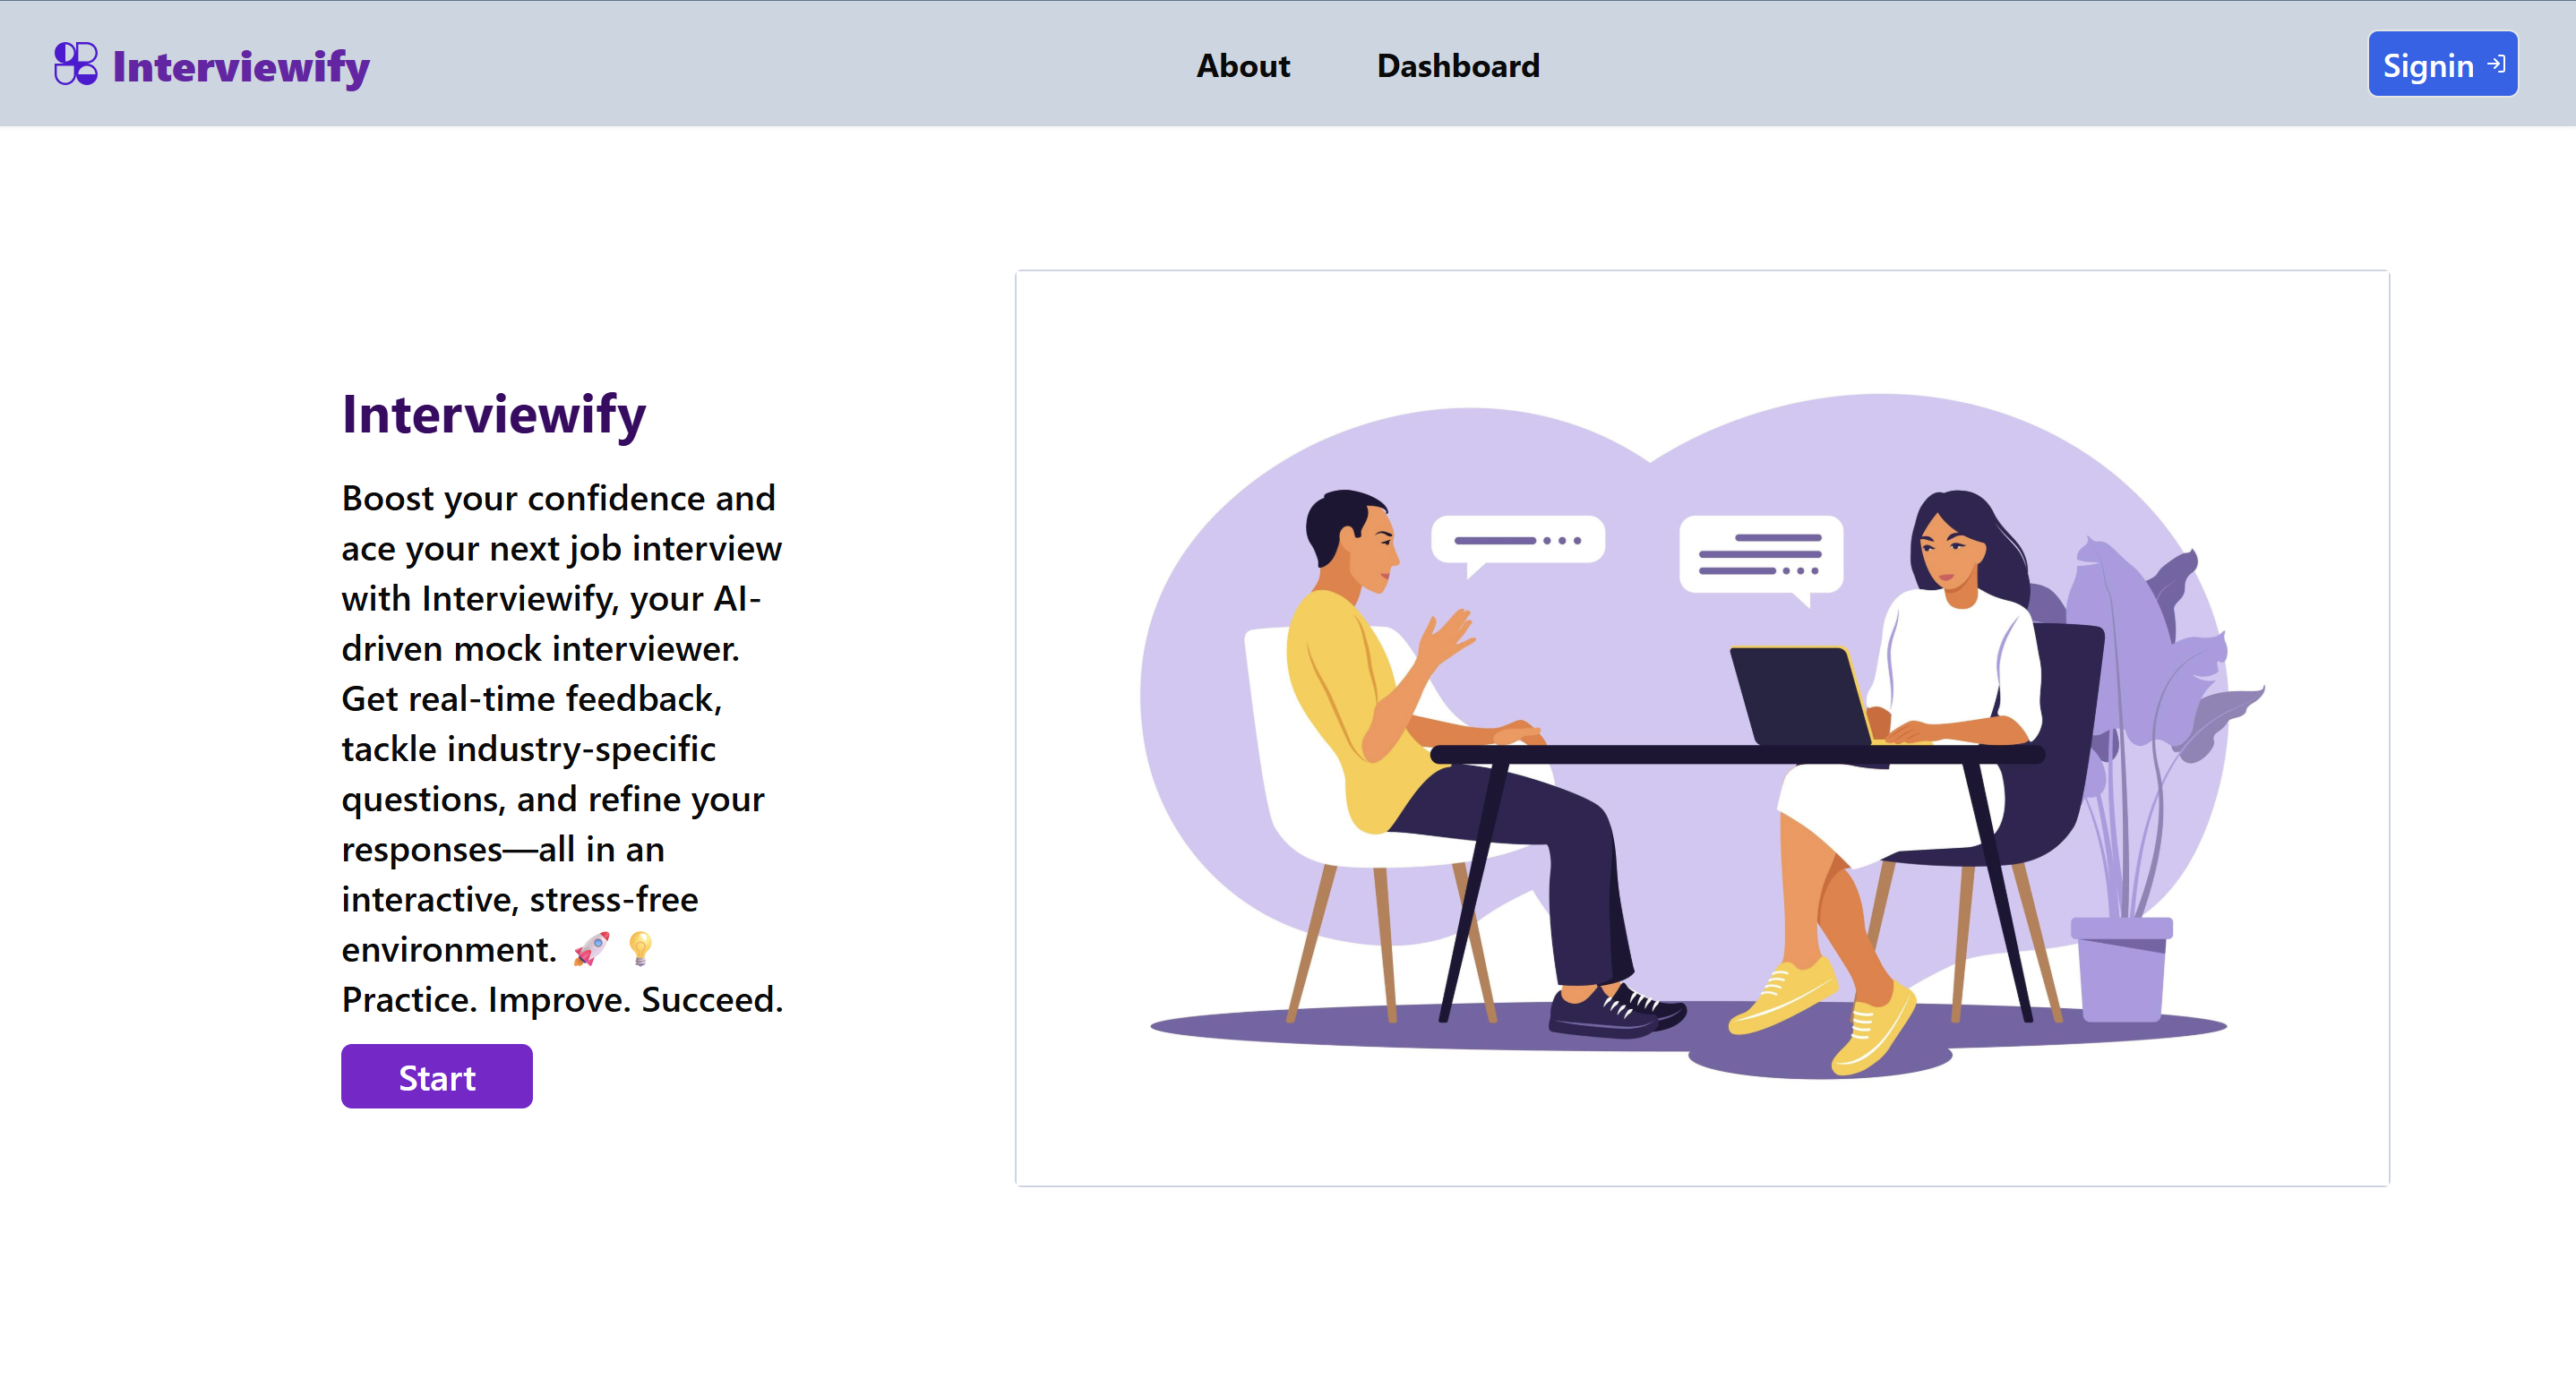 Interviewify
About
Dashboard
Signin
Interviewify
Boost your confidence and
ace your next job interview
with Interviewify, your AI-
driven mock interviewer.
Get real-time feedback,
tackle industry-specific
questions, and refine your
responses—all in an
interactive, stress-free
environment. 🚀 💡
Practice. Improve. Succeed.
Start